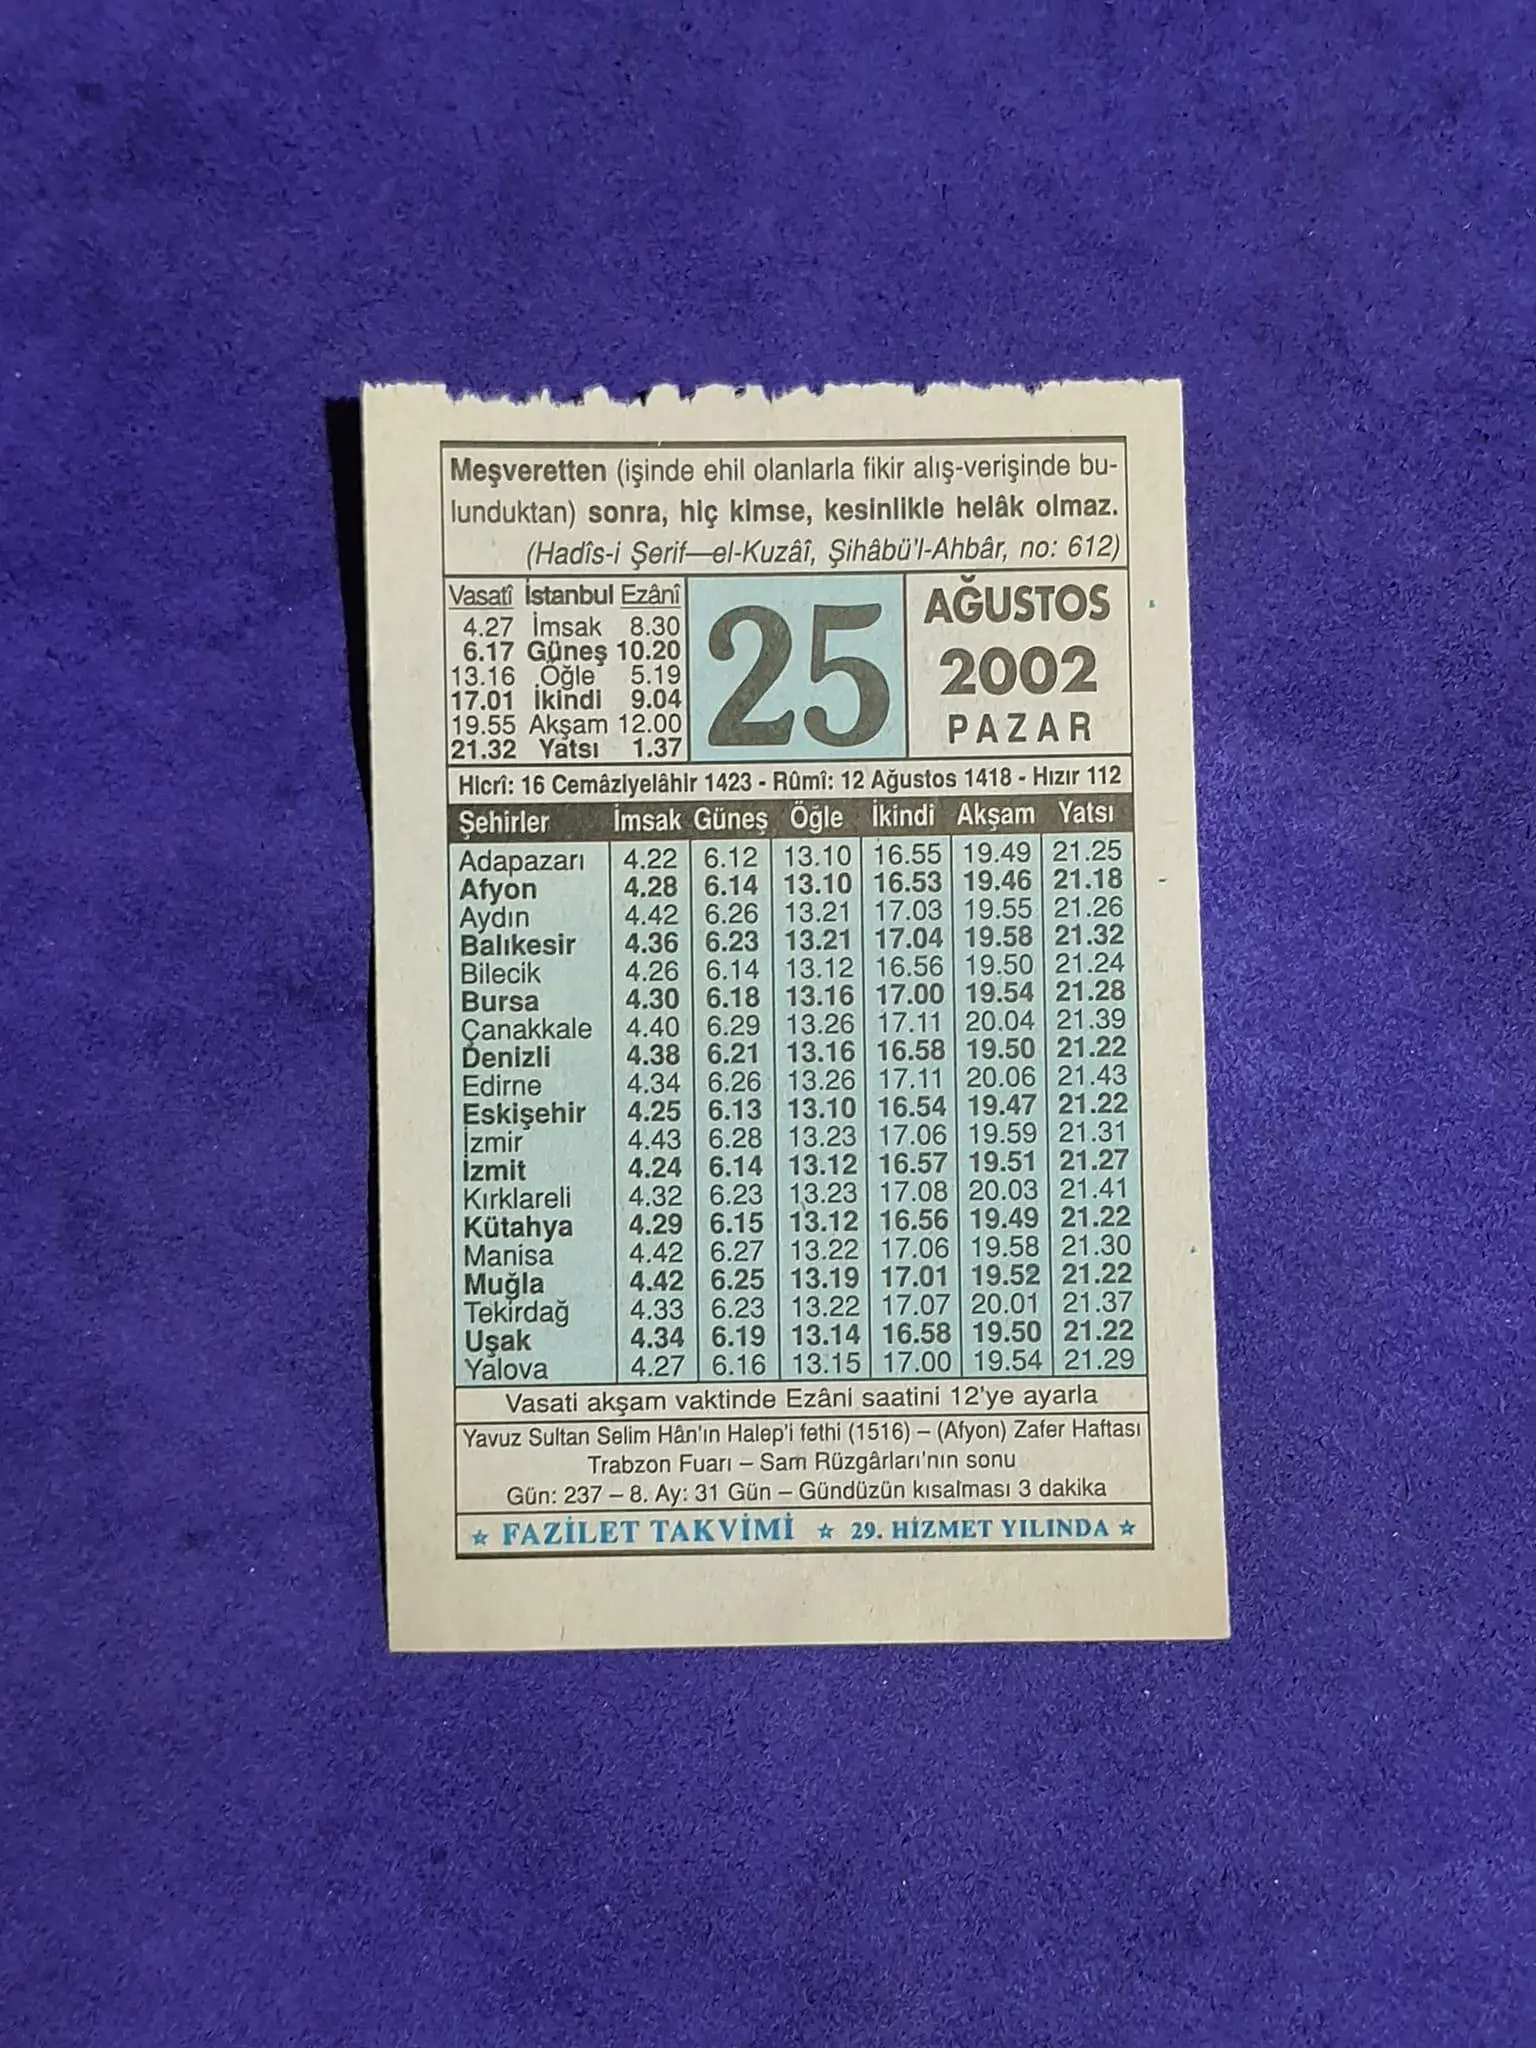 Meşveretten (işinde ehil olanlarla fikir alış-verişinde bu-
lunduktan) sonra, hiç kimse, kesinlikle helâk olmaz.
(Hadîs-i Şerif—el-Kuzâî, Şihâbü'l-Ahbâr, no: 612)
Vasatî İstanbul Ezânî
4.27 İmsak 8.30
6.17 Güneş 10.20
13.16 Öğle 5.19
17.01 İkindi 9.04
19.55 Akşam 12.00
21.32 Yatsı 1.37
25
AĞUSTOS
2002
PAZAR
Hicrî: 16 Cemâziyelâhir 1423 - Rûmî: 12 Ağustos 1418 - Hızır 112
Şehirler İmsak Güneş Öğle İkindi Akşam Yatsı
Adapazarı 4.22 6.12 13.10 16.55 19.49 21.25
Afyon 4.28 6.14 13.10 16.53 19.46 21.18
Aydın 4.42 6.26 13.21 17.03 19.55 21.26
Balıkesir 4.36 6.23 13.21 17.04 19.58 21.32
Bilecik 4.26 6.14 13.12 16.56 19.50 21.24
Bursa 4.30 6.18 13.16 17.00 19.54 21.28
Çanakkale 4.40 6.29 13.26 17.11 20.04 21.39
Denizli 4.38 6.21 13.16 16.58 19.50 21.22
Edirne 4.34 6.26 13.26 17.11 20.06 21.43
Eskişehir 4.25 6.13 13.10 16.54 19.47 21.22
İzmir 4.43 6.28 13.23 17.06 19.59 21.31
İzmit 4.24 6.14 13.12 16.57 19.51 21.27
Kırklareli 4.32 6.23 13.23 17.08 20.03 21.41
Kütahya 4.29 6.15 13.12 16.56 19.49 21.22
Manisa 4.42 6.27 13.22 17.06 19.58 21.30
Muğla 4.42 6.25 13.19 17.01 19.52 21.22
Tekirdağ 4.33 6.23 13.22 17.07 20.01 21.37
Uşak 4.34 6.19 13.14 16.58 19.50 21.22
Yalova 4.27 6.16 13.15 17.00 19.54 21.29
Vasati akşam vaktinde Ezâni saatini 12'ye ayarla
Yavuz Sultan Selim Hân'ın Halep'i fethi (1516) – (Afyon) Zafer Haftası
Trabzon Fuarı – Sam Rüzgârları'nın sonu
Gün: 237 – 8. Ay: 31 Gün – Gündüzün kısalması 3 dakika
☆ FAZİLET TAKVİMİ ☆ 29. HİZMET YILINDA ☆